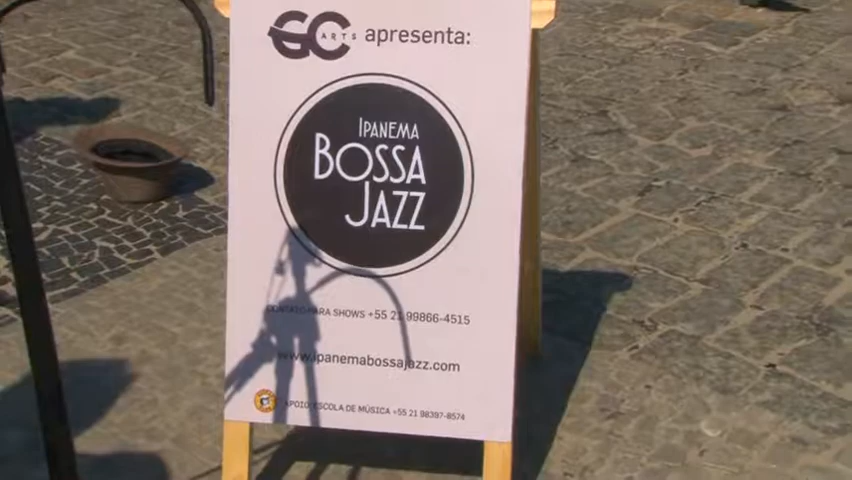 GC ARTS apresenta:
IPANEMA
BOSSA
JAZZ
CONTATO PARA SHOWS +55 21 99866-4515
www.ipanemabossajazz.com
APOIO: ESCOLA DE MÚSICA +55 21 98397-8574